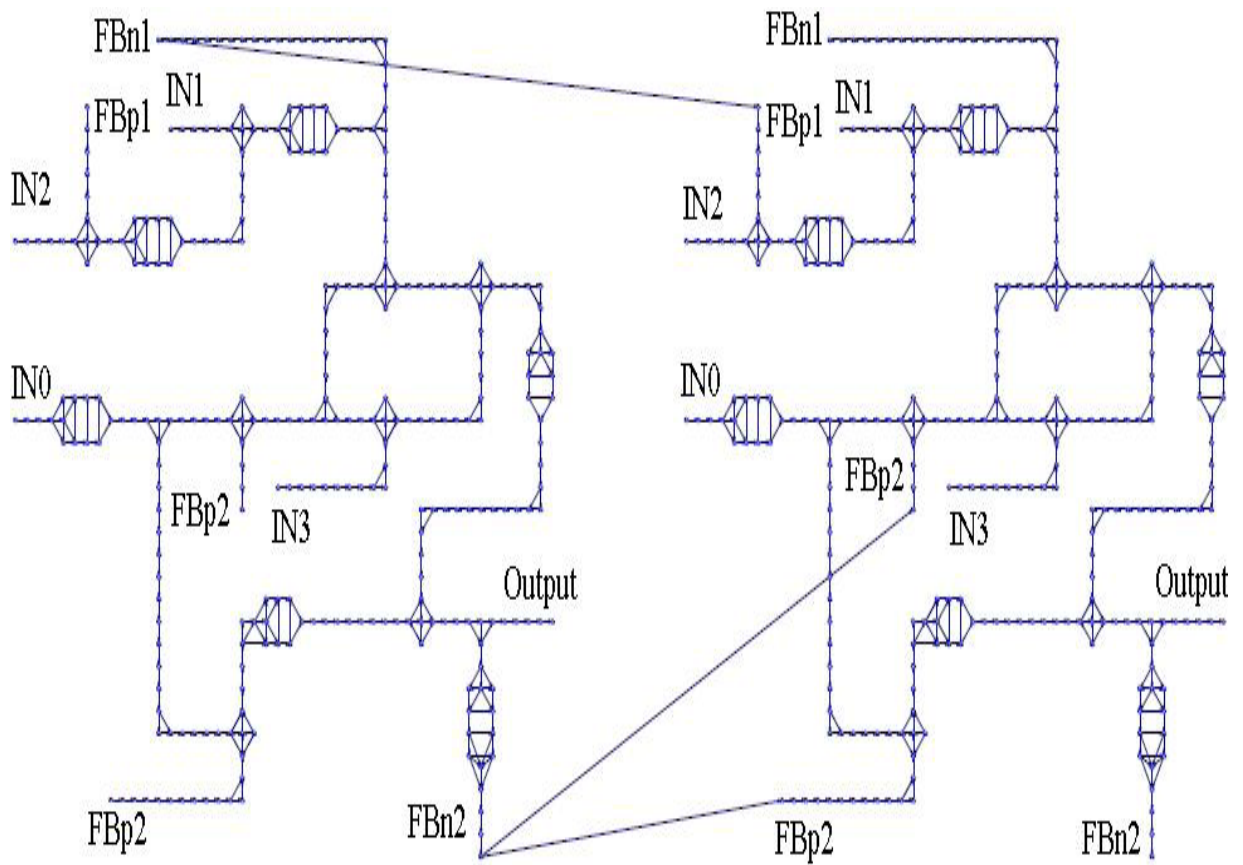 FBn1
FBn1
IN1
FBp1
IN1
FBp1
IN2
IN2
IN0
IN0
FBp2
FBp2
IN3
IN3
Output
Output
FBp2
FBn2
FBp2
FBn2